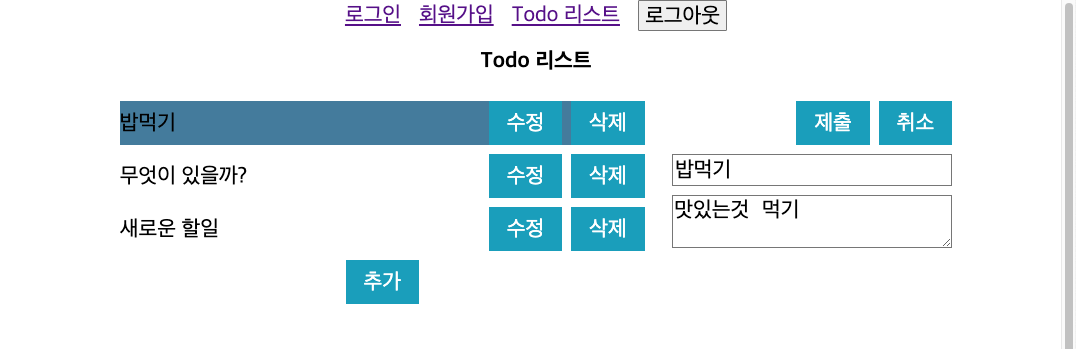 로그인 회원가입 Todo 리스트 로그아웃
Todo 리스트
밥먹기 수정 삭제
무엇이 있을까? 수정 삭제
새로운 할일 수정 삭제
추가
제출 취소
밥먹기
맛있는것 먹기